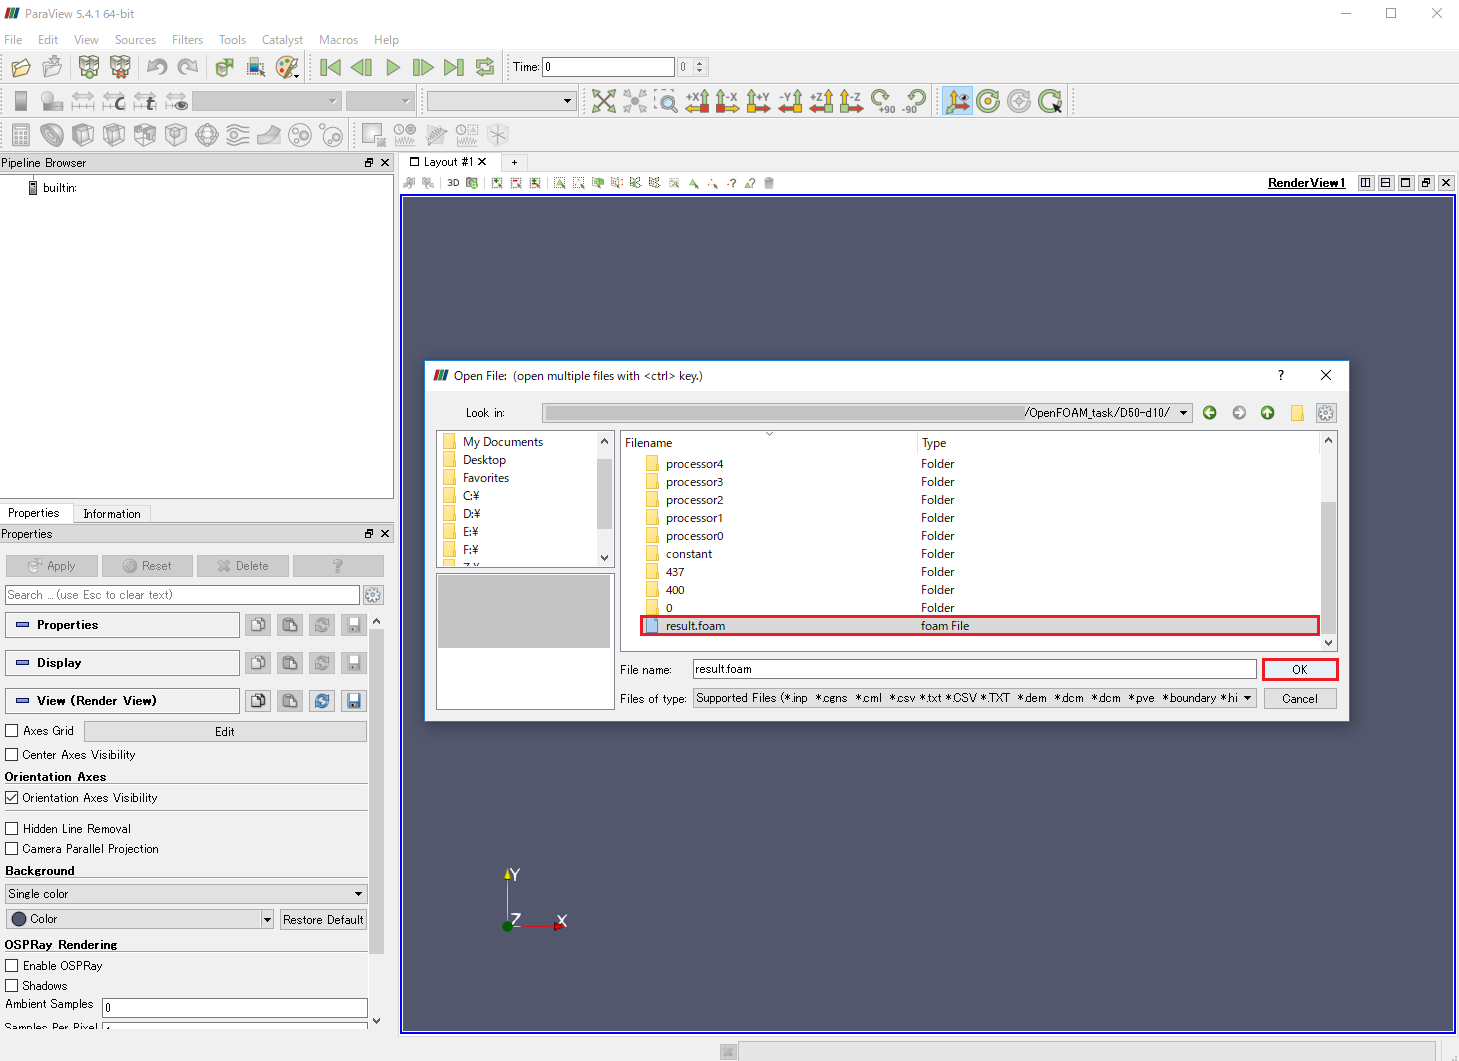 ParaView 5.4.1 64-bit
File Edit View Sources Filters Tools Catalyst Macros Help
Time: 0 0
+X -X +Y -Y +Z -Z +90 -90
Pipeline Browser
builtin:
Layout #1
+
3D
RenderView1
Open File: (open multiple files with <ctrl> key.)
?
Look in:
/OpenFOAM_task/D50-d10/
My Documents
Desktop
Favorites
C:¥
D:¥
E:¥
F:¥
Filename Type
processor4 Folder
processor3 Folder
processor2 Folder
processor1 Folder
processor0 Folder
constant Folder
437 Folder
400 Folder
0 Folder
result.foam foam File
File name: result.foam OK
Files of type: Supported Files (*.inp *.cgns *.cml *.csv *.txt *.CSV *.TXT *.dem *.dcm *.dcm *.pve *boundary *hi Cancel
Properties Information
Properties
Apply Reset Delete ?
Search ... (use Esc to clear text)
Properties
Display
View (Render View)
Axes Grid Edit
Center Axes Visibility
Orientation Axes
Orientation Axes Visibility
Hidden Line Removal
Camera Parallel Projection
Background
Single color
Color Restore Default
OSPRay Rendering
Enable OSPRay
Shadows
Ambient Samples 0
Samples Per Pixel
Y
Z
X